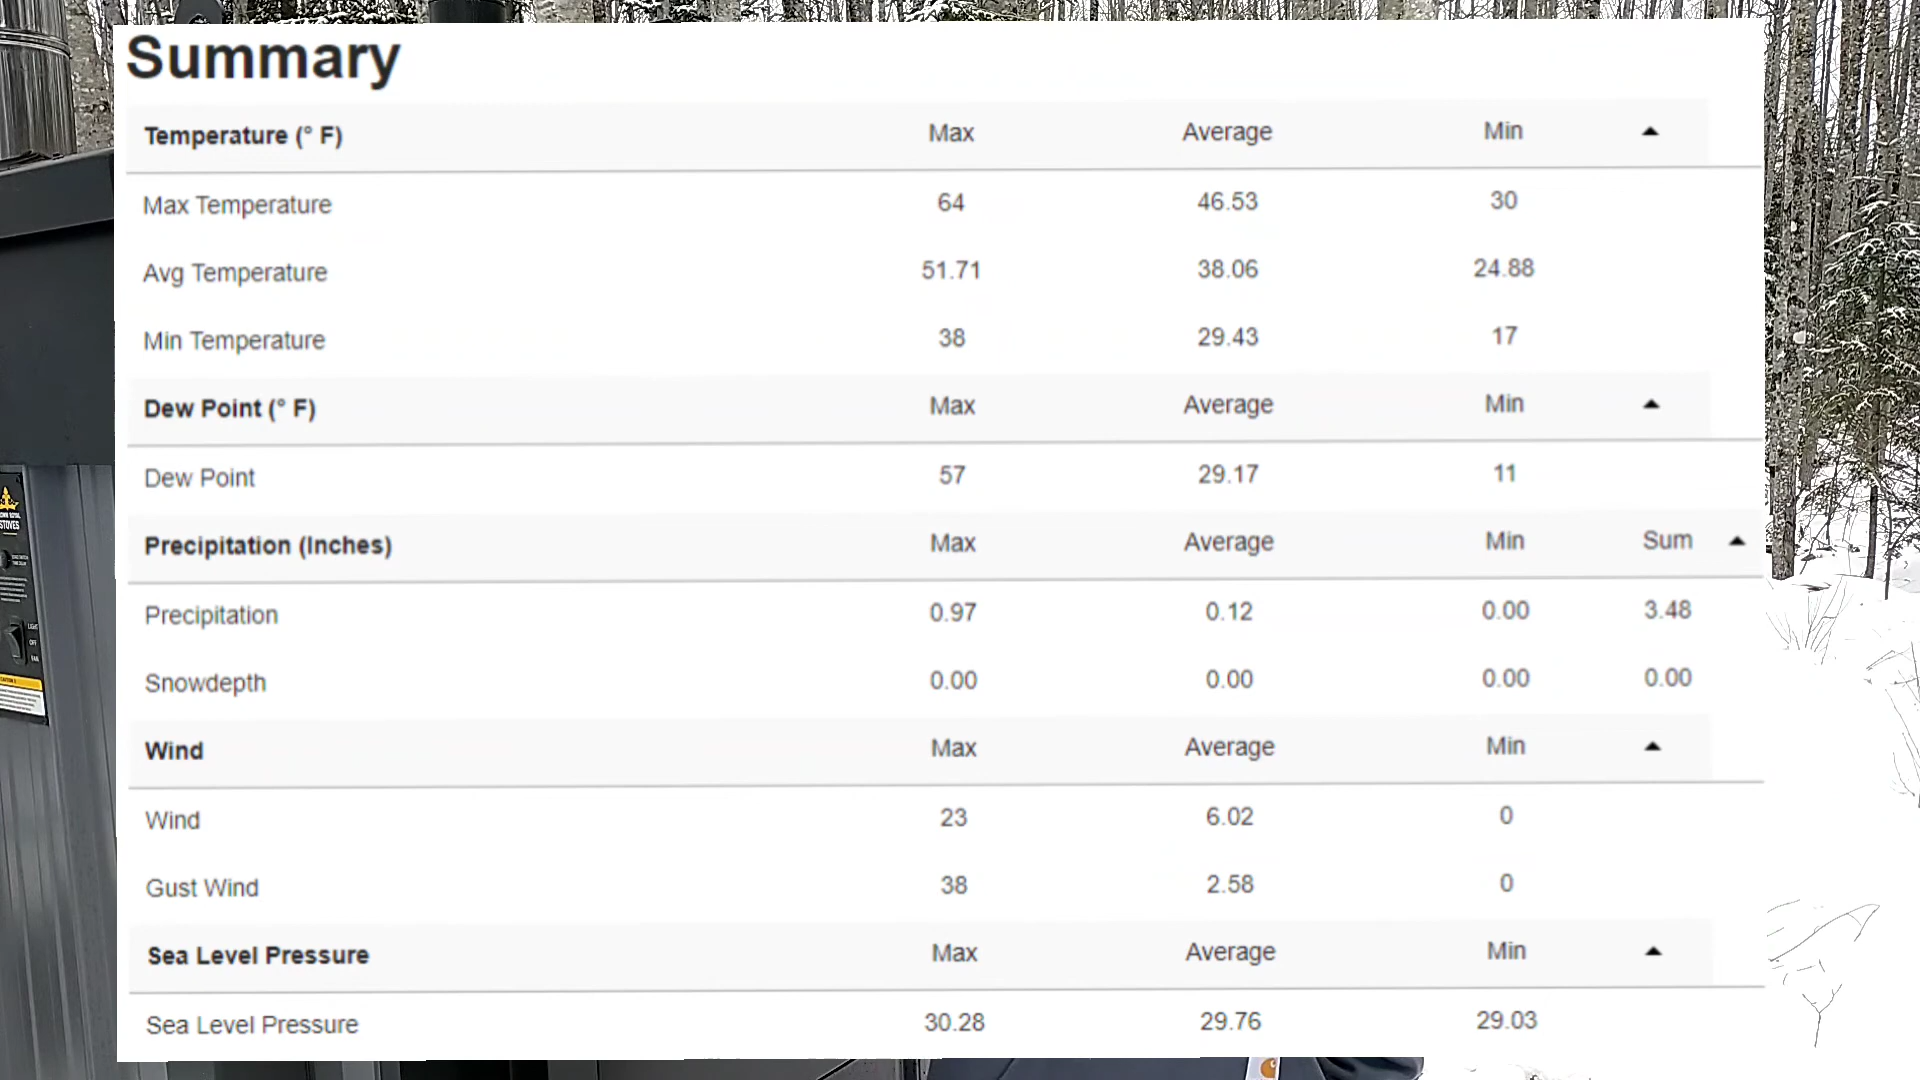 Summary
Temperature (° F) Max Average Min ▲
Max Temperature 64 46.53 30
Avg Temperature 51.71 38.06 24.88
Min Temperature 38 29.43 17
Dew Point (° F) Max Average Min ▲
Dew Point 57 29.17 11
Precipitation (Inches) Max Average Min Sum ▲
Precipitation 0.97 0.12 0.00 3.48
Snowdepth 0.00 0.00 0.00 0.00
Wind Max Average Min ▲
Wind 23 6.02 0
Gust Wind 38 2.58 0
Sea Level Pressure Max Average Min ▲
Sea Level Pressure 30.28 29.76 29.03
STOVES
LIGHT
OFF
FAN